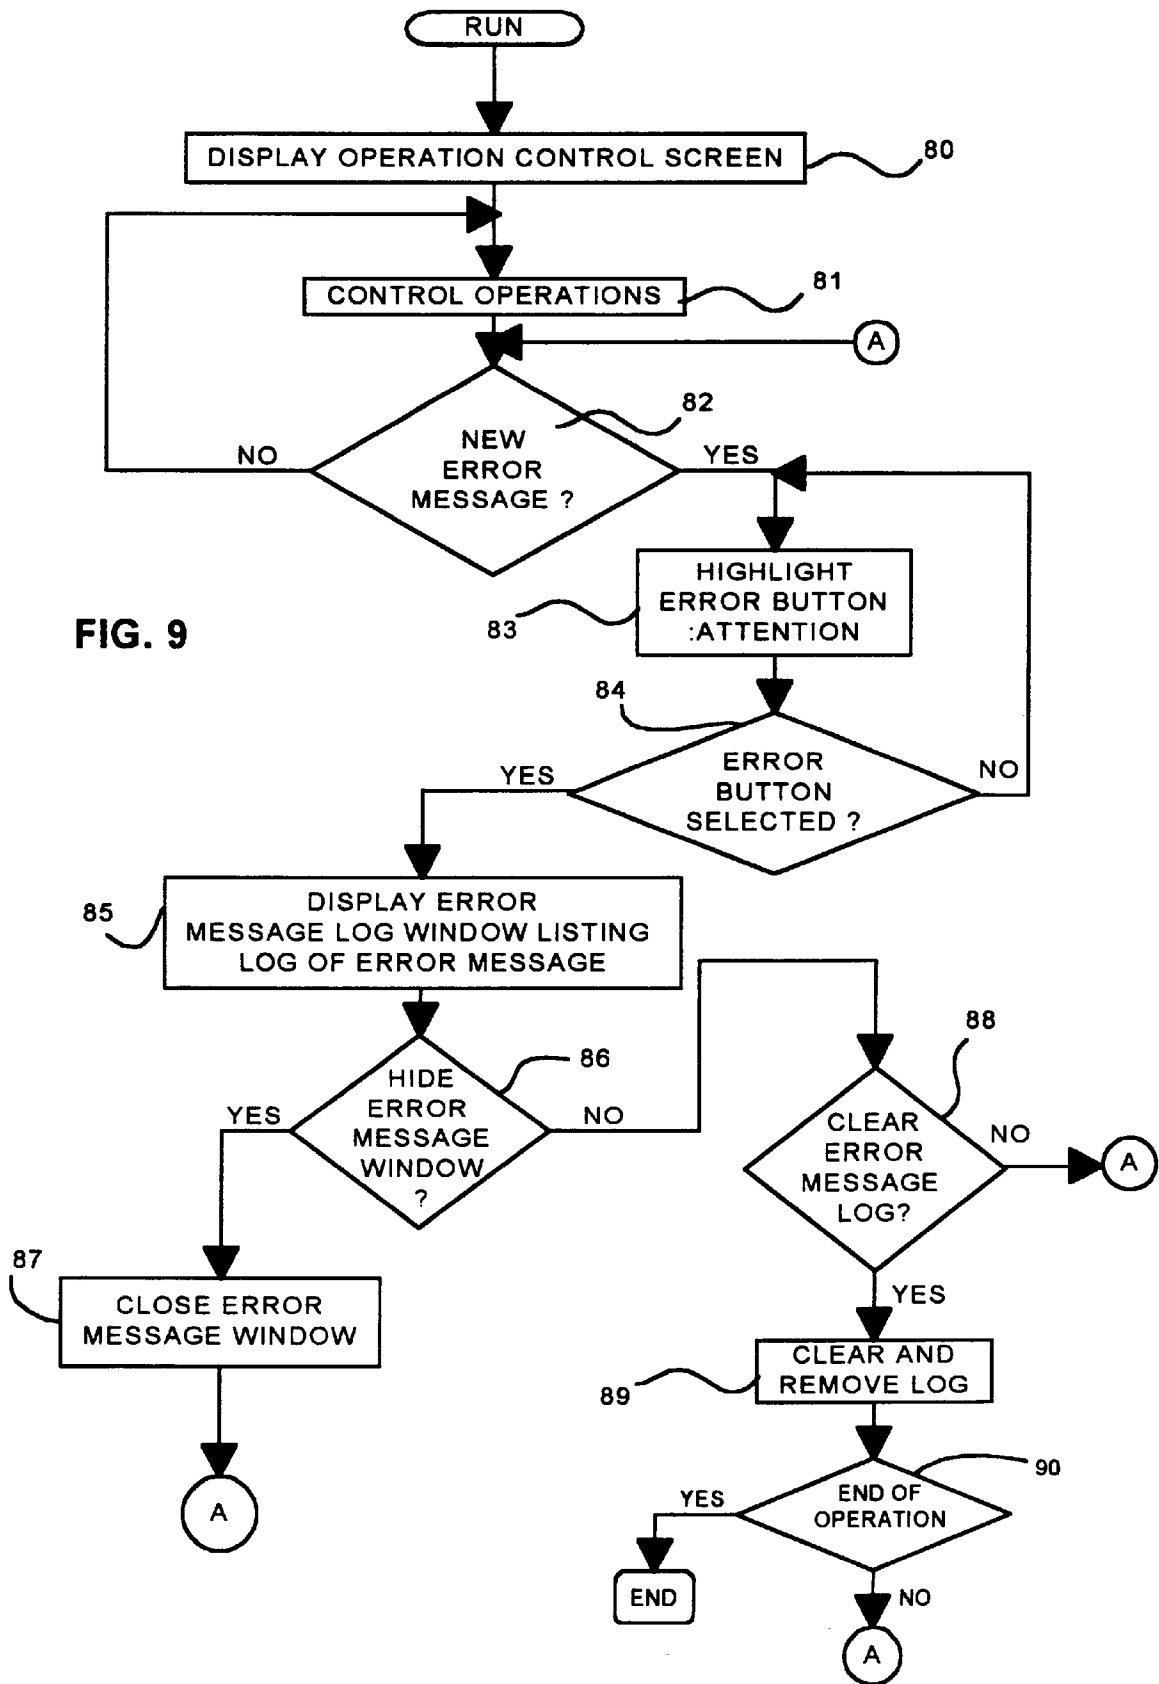 RUN
DISPLAY OPERATION CONTROL SCREEN
80
CONTROL OPERATIONS
81
A
82
NEW
ERROR
MESSAGE ?
NO
YES
HIGHLIGHT
ERROR BUTTON
:ATTENTION
83
FIG. 9
84
ERROR
BUTTON
SELECTED ?
YES
NO
DISPLAY ERROR
MESSAGE LOG WINDOW LISTING
LOG OF ERROR MESSAGE
85
86
HIDE
ERROR
MESSAGE
WINDOW
?
YES
NO
88
CLEAR
ERROR
MESSAGE
LOG?
NO
A
YES
87
CLOSE ERROR
MESSAGE WINDOW
A
CLEAR AND
REMOVE LOG
89
90
END OF
OPERATION
YES
END
NO
A